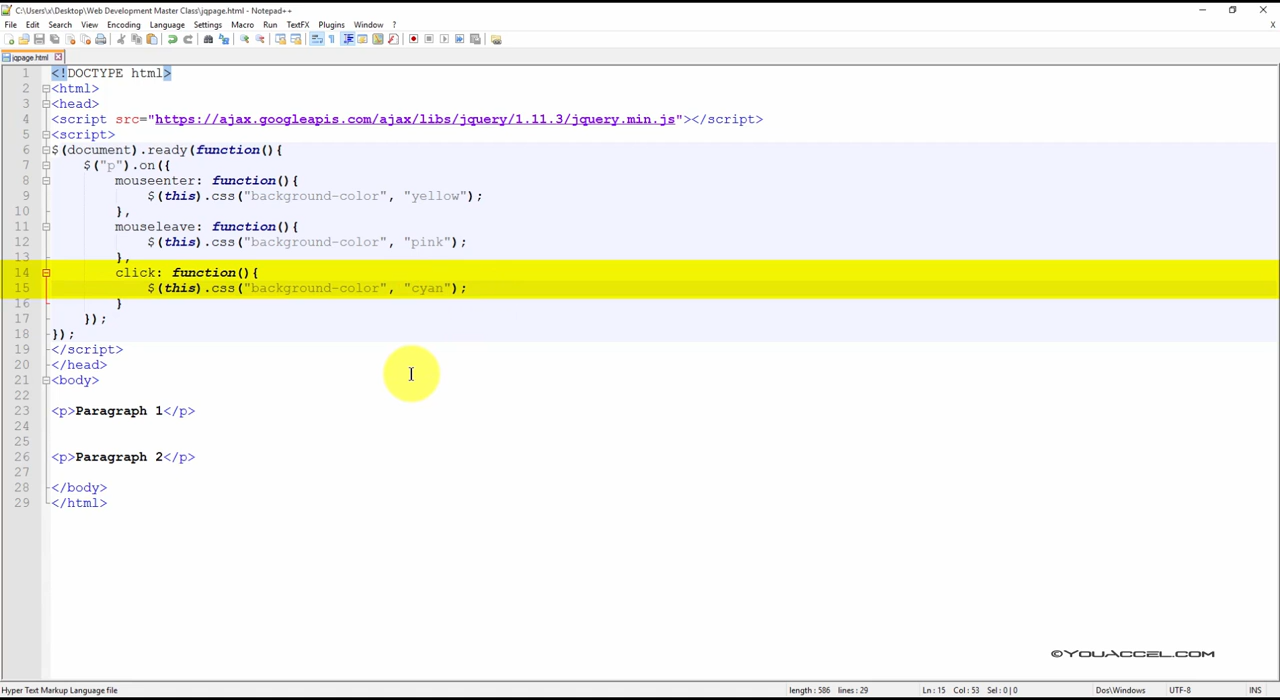 C:\Users\x\Desktop\Web Development Master Class\jqpage.html - Notepad++
File Edit Search View Encoding Language Settings Macro Run TextFX Plugins Window ?
X
jqpage.html
1 <!DOCTYPE html>
2 <html>
3 <head>
4 <script src="https://ajax.googleapis.com/ajax/libs/jquery/1.11.3/jquery.min.js"></script>
5 <script>
6 $(document).ready(function(){
7 $("p").on({
8 mouseenter: function(){
9 $(this).css("background-color", "yellow");
10 },
11 mouseleave: function(){
12 $(this).css("background-color", "pink");
13 },
14 click: function(){
15 $(this).css("background-color", "cyan");
16 }
17 });
18 });
19 </script>
20 </head>
21 <body>
22
23 <p>Paragraph 1</p>
24
25
26 <p>Paragraph 2</p>
27
28 </body>
29 </html>
©YOUACCEL.COM
Hyper Text Markup Language file length : 586 lines : 29 Ln : 15 Col : 53 Sel : 0 | 0 Dos\Windows UTF-8 INS